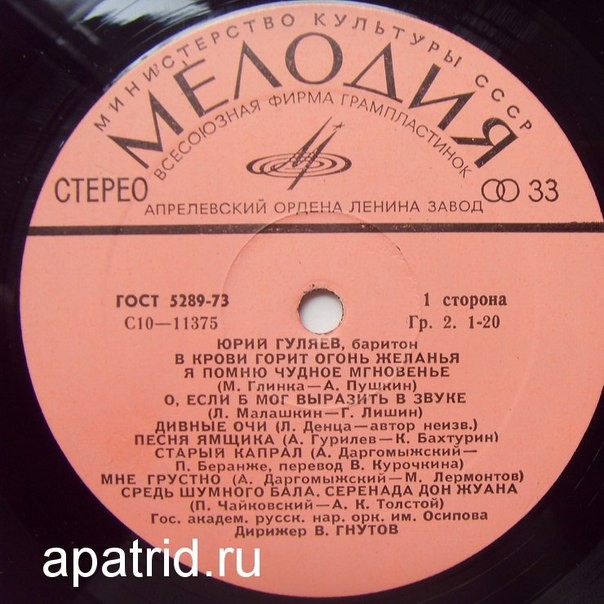 МИНИСТЕРСТВО КУЛЬТУРЫ СССР
МЕЛОДИЯ
ВСЕСОЮЗНАЯ ФИРМА ГРАМПЛАСТИНОК
СТЕРЕО 33
АПРЕЛЕВСКИЙ ОРДЕНА ЛЕНИНА ЗАВОД
ГОСТ 5289-73 1 сторона
С10—11375 Гр. 2. 1-20
ЮРИЙ ГУЛЯЕВ, баритон
В КРОВИ ГОРИТ ОГОНЬ ЖЕЛАНЬЯ
Я ПОМНЮ ЧУДНОЕ МГНОВЕНЬЕ
(М. Глинка—А. Пушкин)
О, ЕСЛИ Б МОГ ВЫРАЗИТЬ В ЗВУКЕ
(Л. Малашкин—Г. Лишин)
ДИВНЫЕ ОЧИ (Л. Денца—автор неизв.)
ПЕСНЯ ЯМЩИКА (А. Гурилев—К. Бахтурин)
СТАРЫЙ КАПРАЛ (А. Даргомыжский—
П. Беранже, перевод В. Курочкина)
МНЕ ГРУСТНО (А. Даргомыжский—М. Лермонтов)
СРЕДЬ ШУМНОГО БАЛА, СЕРЕНАДА ДОН ЖУАНА
(П. Чайковский—А. К. Толстой)
Гос. академ. русск. нар. орк. им. Осипова
Дирижер В. ГНУТОВ
apatrid.ru